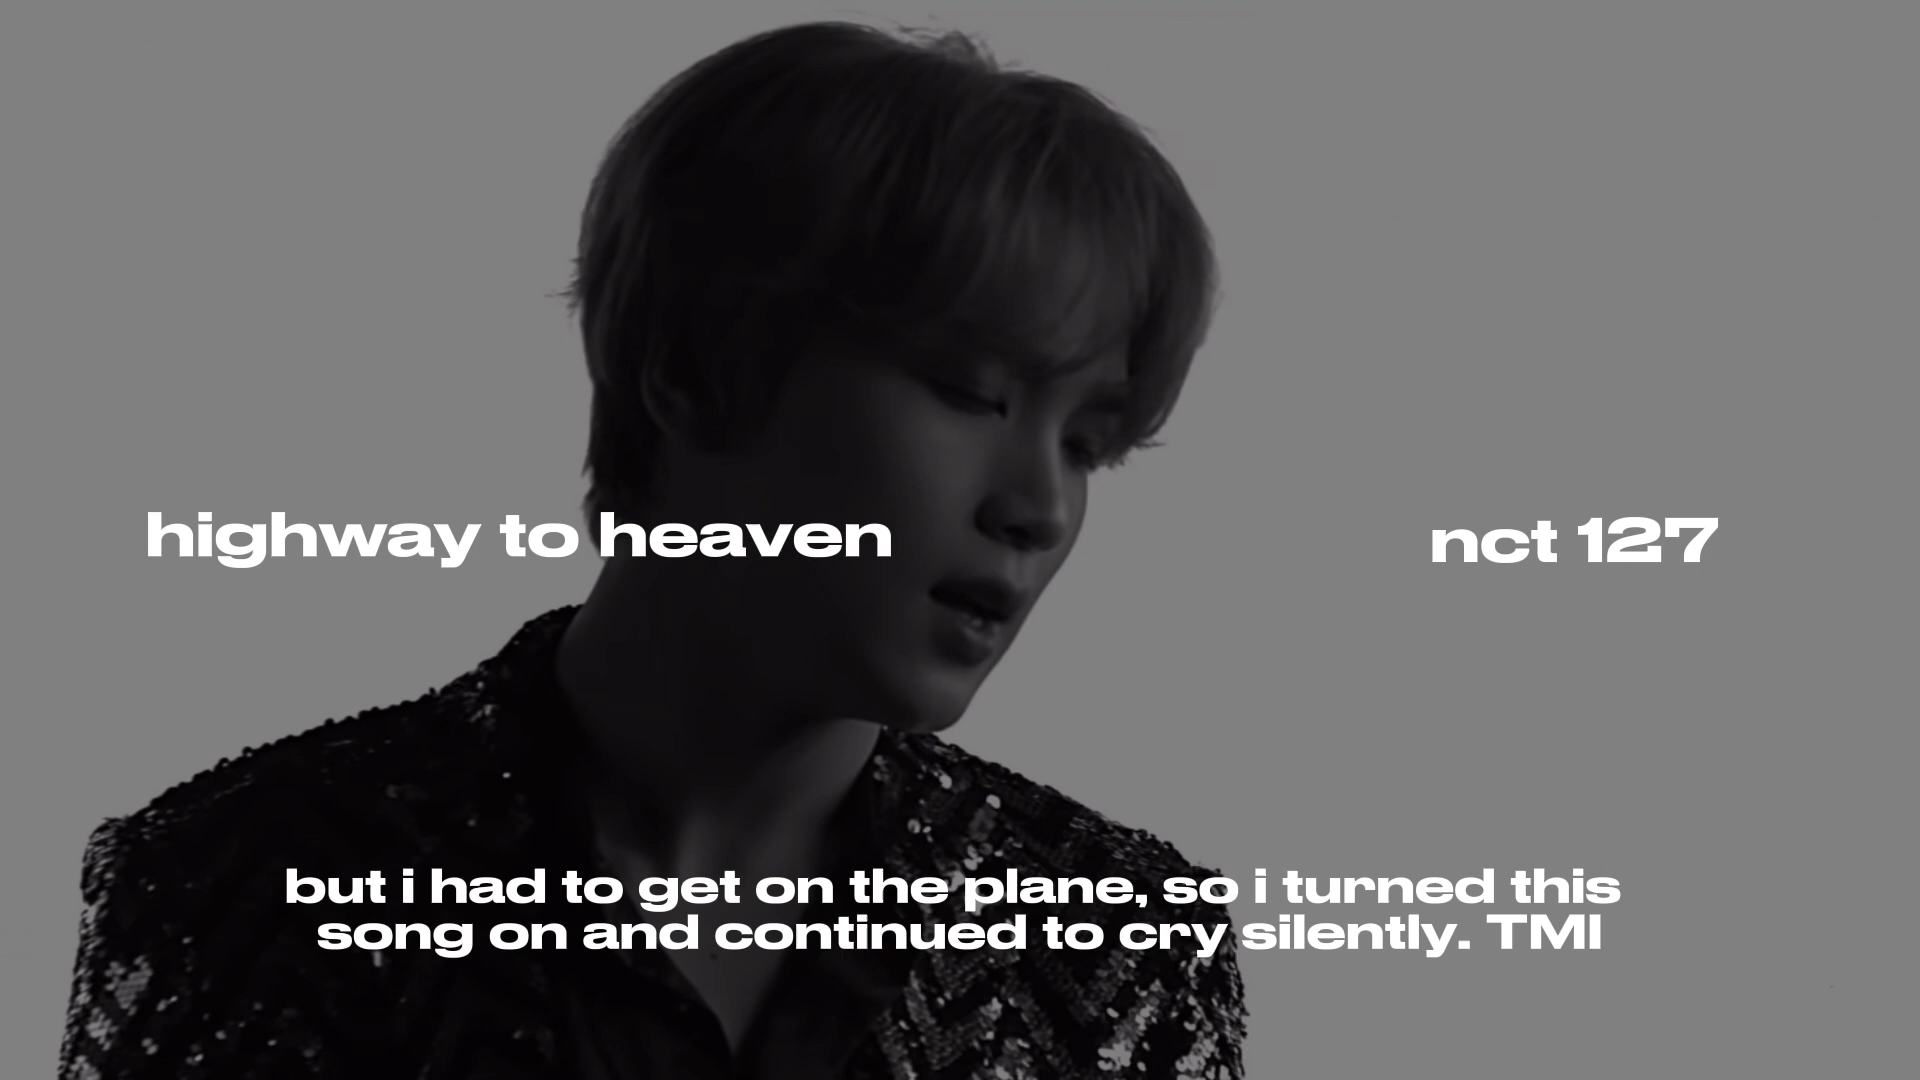 highway to heaven
nct 127
but i had to get on the plane, so i turned this
song on and continued to cry silently. TMI